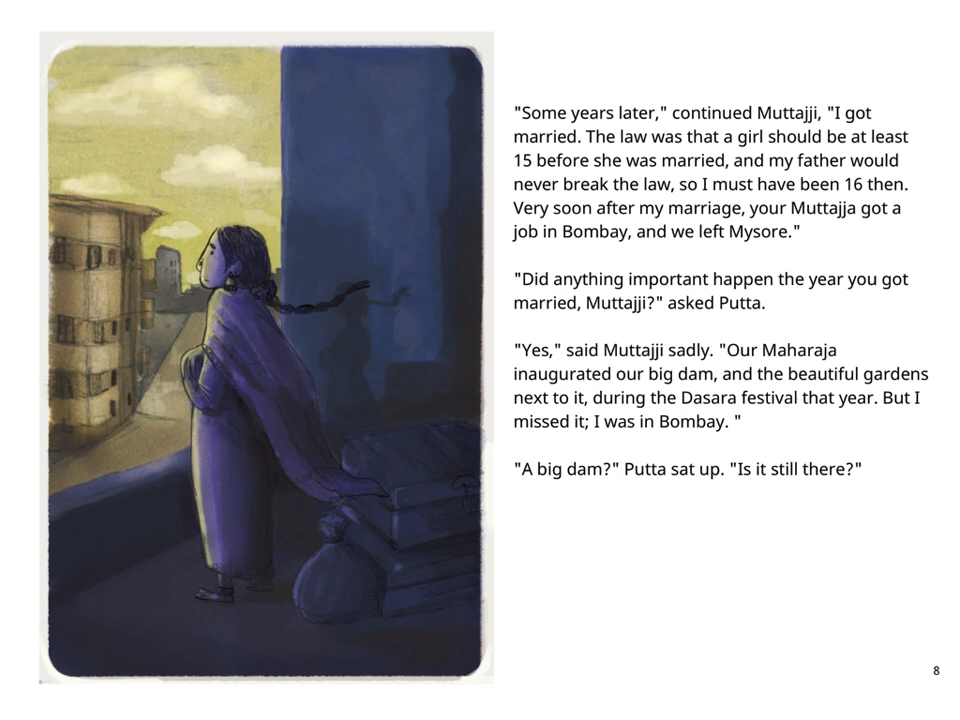 "Some years later," continued Muttajji, "I got
married. The law was that a girl should be at least
15 before she was married, and my father would
never break the law, so I must have been 16 then.
Very soon after my marriage, your Muttajja got a
job in Bombay, and we left Mysore."
"Did anything important happen the year you got
married, Muttajji?" asked Putta.
"Yes," said Muttajji sadly. "Our Maharaja
inaugurated our big dam, and the beautiful gardens
next to it, during the Dasara festival that year. But I
missed it; I was in Bombay. "
"A big dam?" Putta sat up. "Is it still there?"
8